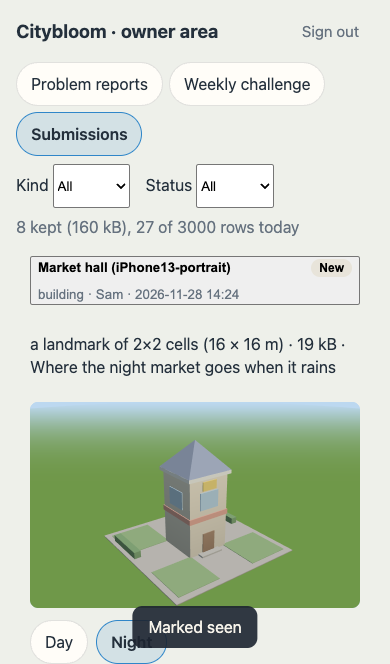 Citybloom · owner area
Sign out
Problem reports
Weekly challenge
Submissions
Kind All Status All
8 kept (160 kB), 27 of 3000 rows today
Market hall (iPhone13-portrait)
New
building · Sam · 2026-11-28 14:24
a landmark of 2×2 cells (16 × 16 m) · 19 kB ·
Where the night market goes when it rains
Day
Night
Marked seen